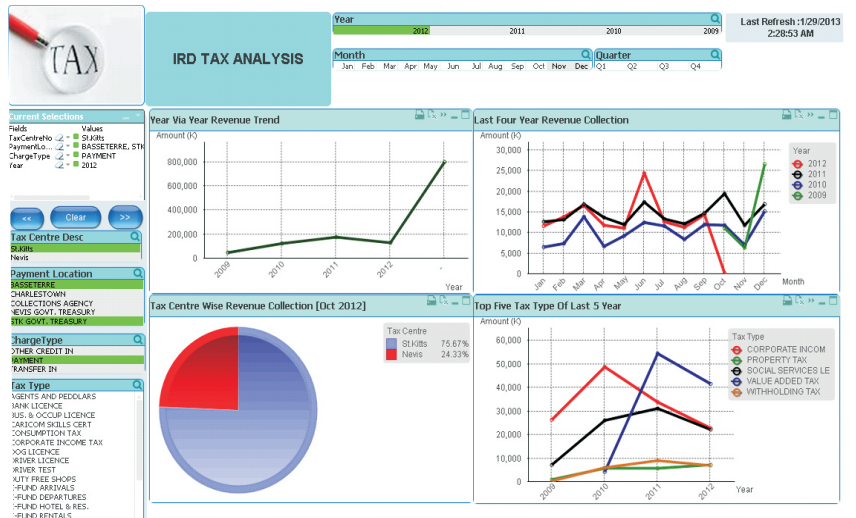 TAX
IRD TAX ANALYSIS
Year
2012 2011 2010 2009
Month
Jan Feb Mar Apr May Jun Jul Aug Sep Oct Nov Dec
Quarter
Q1 Q2 Q3 Q4
Last Refresh :1/29/2013
2:28:53 AM
Current Selections
Fields Values
TaxCentreNo St.Kitts
PaymentLo... BASSETERRE, STK
ChargeType PAYMENT
Year 2012
<< Clear >>
Tax Centre Desc
St.Kitts
Nevis
Payment Location
BASSETERRE
CHARLESTOWN
COLLECTIONS AGENCY
NEVIS GOVT. TREASURY
STK GOVT. TREASURY
ChargeType
OTHER CREDIT IN
PAYMENT
TRANSFER IN
Tax Type
AGENTS AND PEDDLARS
BANK LICENCE
BUS. & OCCUP LICENCE
CARICOM SKILLS CERT
CONSUMPTION TAX
CORPORATE INCOME TAX
DOG LICENCE
DRIVER LICENCE
DRIVER TEST
DUTY FREE SHOPS
E-FUND ARRIVALS
E-FUND DEPARTURES
E-FUND HOTEL & RES.
E-FUND RENTALS
Year Via Year Revenue Trend
Amount (K)
800,000
600,000
400,000
200,000
0
2009 2010 2011 2012 .
Year
Last Four Year Revenue Collection
Amount (K)
30,000
25,000
20,000
15,000
10,000
5,000
0
Jan Feb Mar Apr May Jun Jul Aug Sep Oct Nov Dec
Month
Year
2012
2011
2010
2009
Tax Centre Wise Revenue Collection [Oct 2012]
Tax Centre
St.Kitts 75.67%
Nevis 24.33%
Top Five Tax Type Of Last 5 Year
Amount (K)
60,000
50,000
40,000
30,000
20,000
10,000
0
2009 2010 2011 2012
Year
Tax Type
CORPORATE INCOM
PROPERTY TAX
SOCIAL SERVICES LE
VALUE ADDED TAX
WITHHOLDING TAX